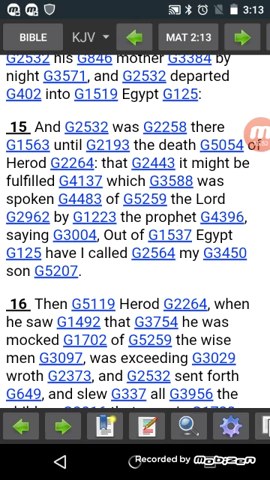 3:13
BIBLE KJV MAT 2:13
G2532 his G846 mother G3384 by
night G3571, and G2532 departed
G402 into G1519 Egypt G125:
15 And G2532 was G2258 there
G1563 until G2193 the death G5054 of
Herod G2264: that G2443 it might be
fulfilled G4137 which G3588 was
spoken G4483 of G5259 the Lord
G2962 by G1223 the prophet G4396,
saying G3004, Out of G1537 Egypt
G125 have I called G2564 my G3450
son G5207.
16 Then G5119 Herod G2264, when
he saw G1492 that G3754 he was
mocked G1702 of G5259 the wise
men G3097, was exceeding G3029
wroth G2373, and G2532 sent forth
G649, and slew G337 all G3956 the
Recorded by mobizen